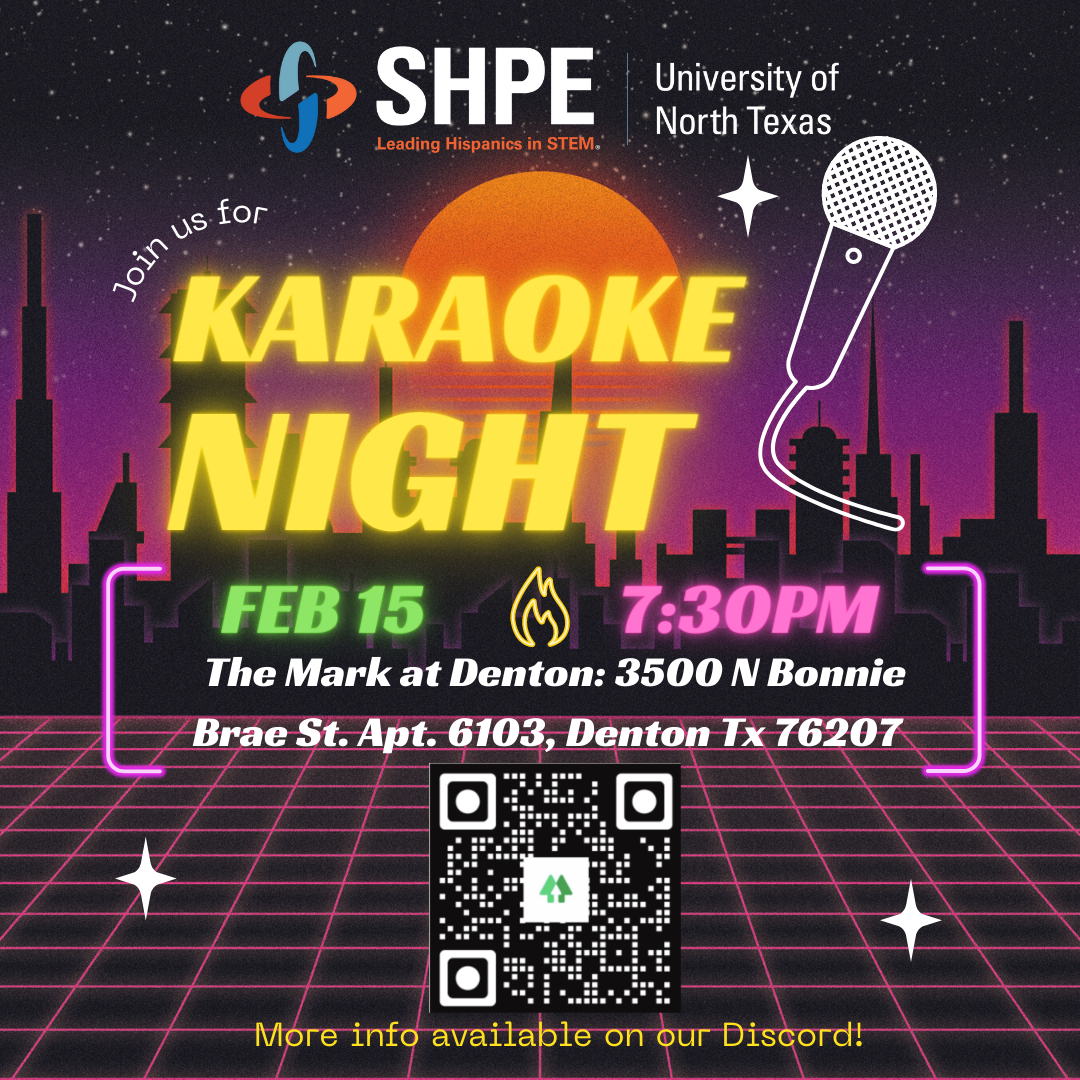 SHPE
Leading Hispanics in STEM®
University of
North Texas
Join us for
KARAOKE
NIGHT
FEB 15
7:30PM
The Mark at Denton: 3500 N Bonnie
Brae St. Apt. 6103, Denton Tx 76207
More info available on our Discord!